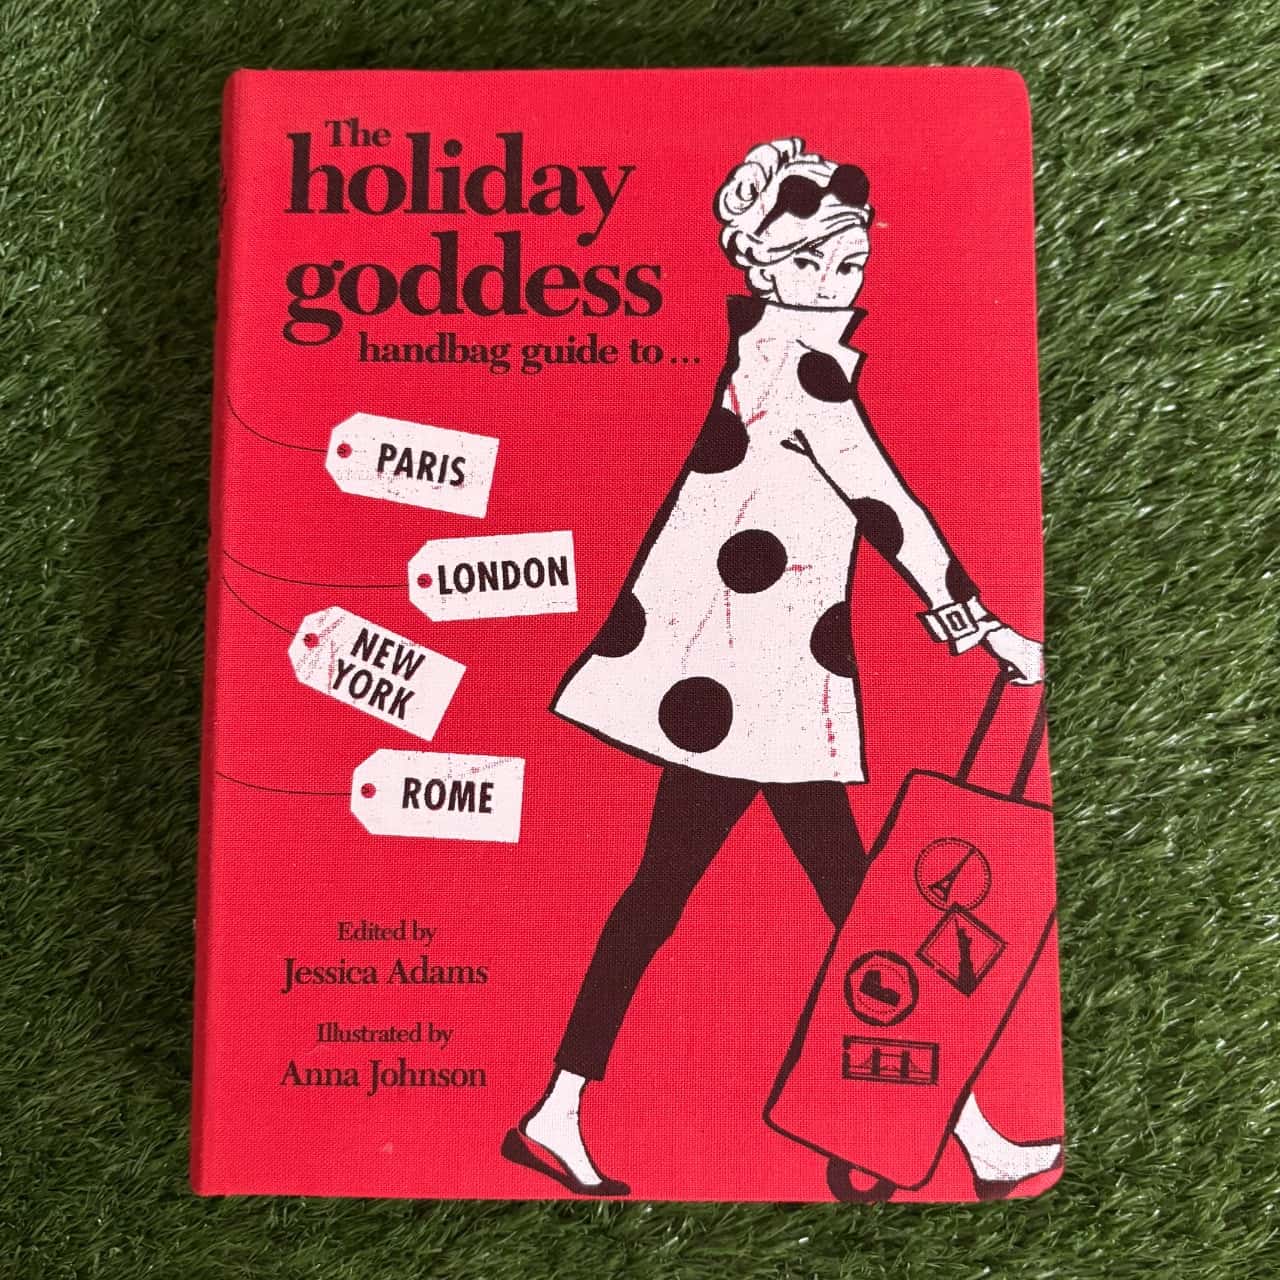 The
holiday
goddess
handbag guide to...
PARIS
LONDON
NEW
YORK
ROME
Edited by
Jessica Adams
Illustrated by
Anna Johnson